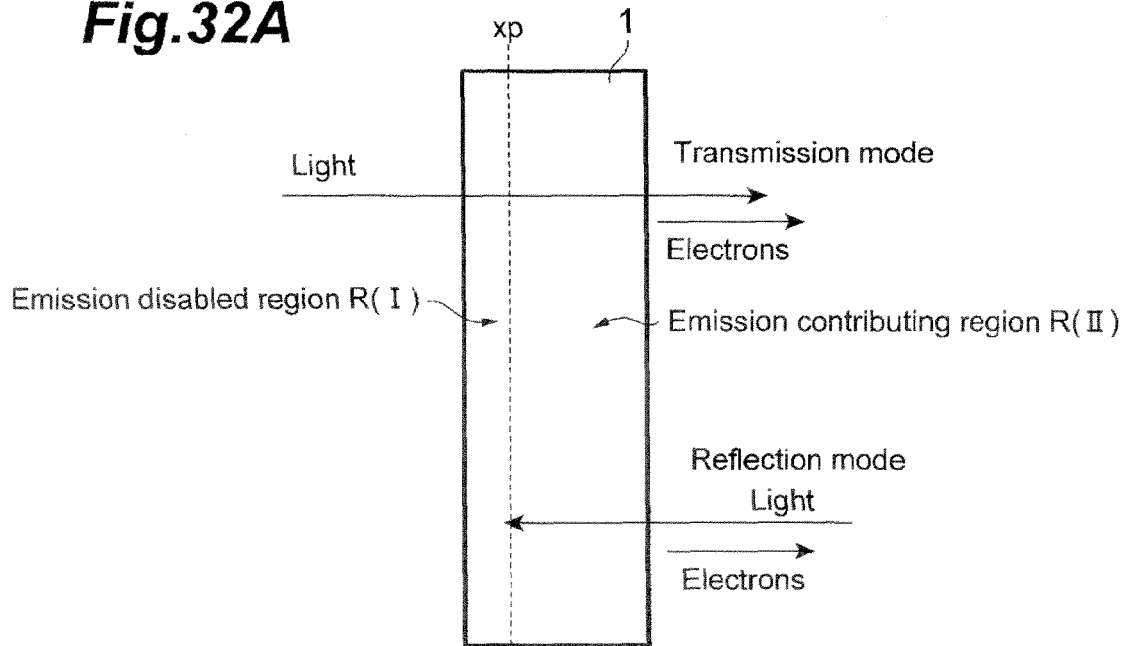 Fig.32A
xp
1
Light
Transmission mode
Electrons
Emission disabled region R(Ⅰ)
Emission contributing region R(Ⅱ)
Reflection mode
Light
Electrons